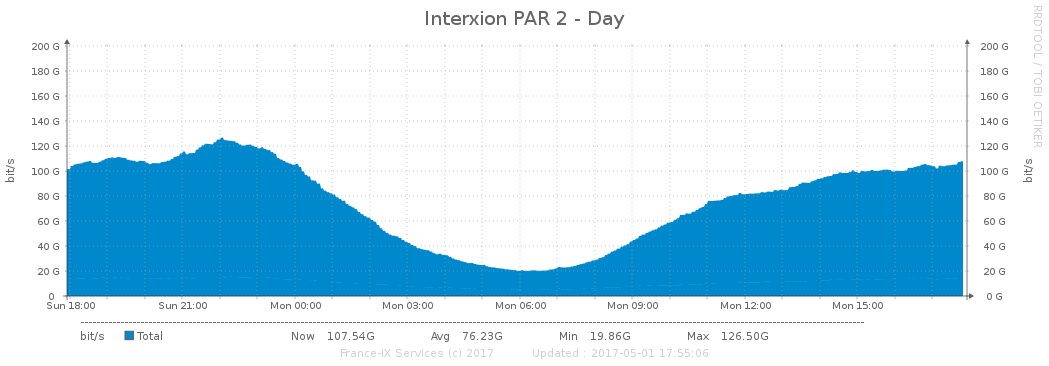 Interxion PAR 2 - Day
RRDTOOL / TOBI OETIKER
bit/s
bit/s
200 G 200 G
180 G 180 G
160 G 160 G
140 G 140 G
120 G 120 G
100 G 100 G
80 G 80 G
60 G 60 G
40 G 40 G
20 G 20 G
0 0 G
Sun 18:00 Sun 21:00 Mon 00:00 Mon 03:00 Mon 06:00 Mon 09:00 Mon 12:00 Mon 15:00
bit/s Total Now 107.54G Avg 76.23G Min 19.86G Max 126.50G
France-IX Services (c) 2017 Updated : 2017-05-01 17:55:06